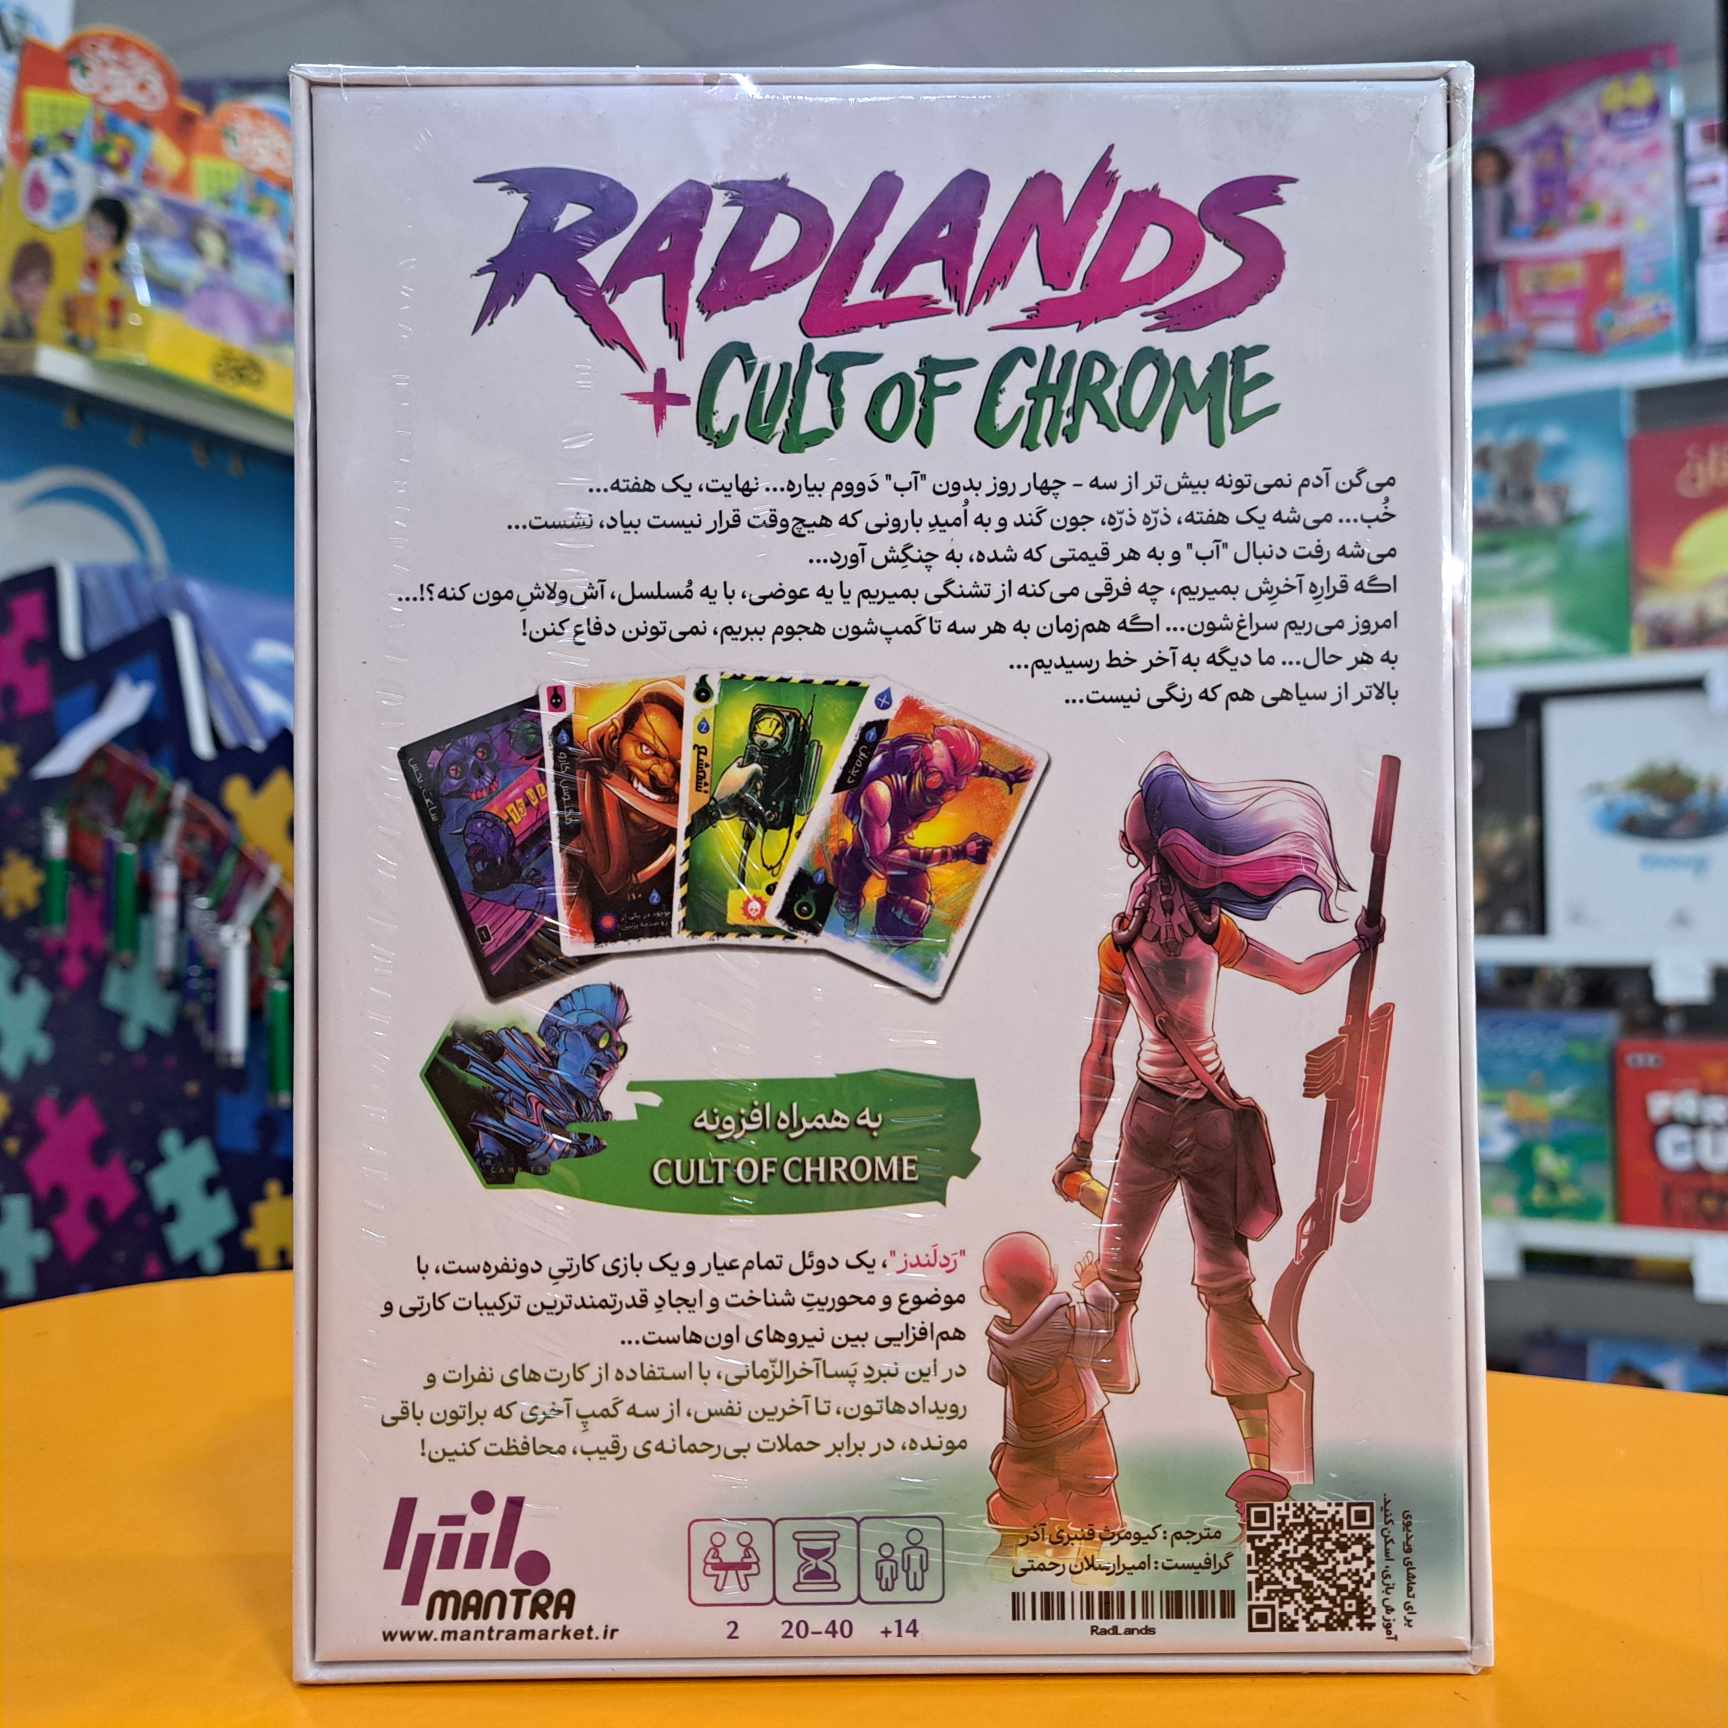 RADLANDS
+CULT OF CHROME
می‌گن آدم نمی‌تونه بیش‌تر از سه - چهار روز بدون "آب" دَووم بیاره... نهایت، یک هفته...
خُب... می‌شه یک هفته، ذرّه ذرّه، جون کَند و به اُمیدِ بارونی که هیچ‌وقت قرار نیست بیاد، نشست...
می‌شه رفت دنبال "آب" و به هر قیمتی که شده، به چنگِش آورد...
اگه قرارِه آخرِش بمیریم، چه فرقی می‌کنه از تشنگی بمیریم یا یه عوضی، با یه مُسلسل، آش‌ولاشِ‌مون کنه؟!...
امروز می‌ریم سراغ‌شون... اگه هم‌زمان به هر سه تا کَمپ‌شون هجوم ببریم، نمی‌تونن دفاع کنن!
به هر حال... ما دیگه به آخر خط رسیدیم...
بالاتر از سیاهی هم که رنگی نیست...
به همراه افزونه
CULT OF CHROME
"رَدلَندز"، یک دوئل تمام‌عیار و یک بازی کارتیِ دونفره‌ست، با
موضوع و محوریتِ شناخت و ایجادِ قدرتمندترین ترکیبات کارتی و
هم‌افزایی بین نیروهای اون‌هاست...
در این نبردِ پَساآخرالزّمانی، با استفاده از کارت‌های نفرات و
رویدادهاتون، تا آخرین نفس، از سه کَمپِ آخری که براتون باقی
مونده، در برابر حملات بی‌رحمانه‌ی رقیب، محافظت کنین!
مانترا
MANTRA
www.mantramarket.ir
2
20-40
+14
مترجم : کیومرث قنبری آذر
گرافیست : امیرارسلان رحمتی
RadLands
برای تماشای ویدیوی
آموزش بازی، اسکن کنید.